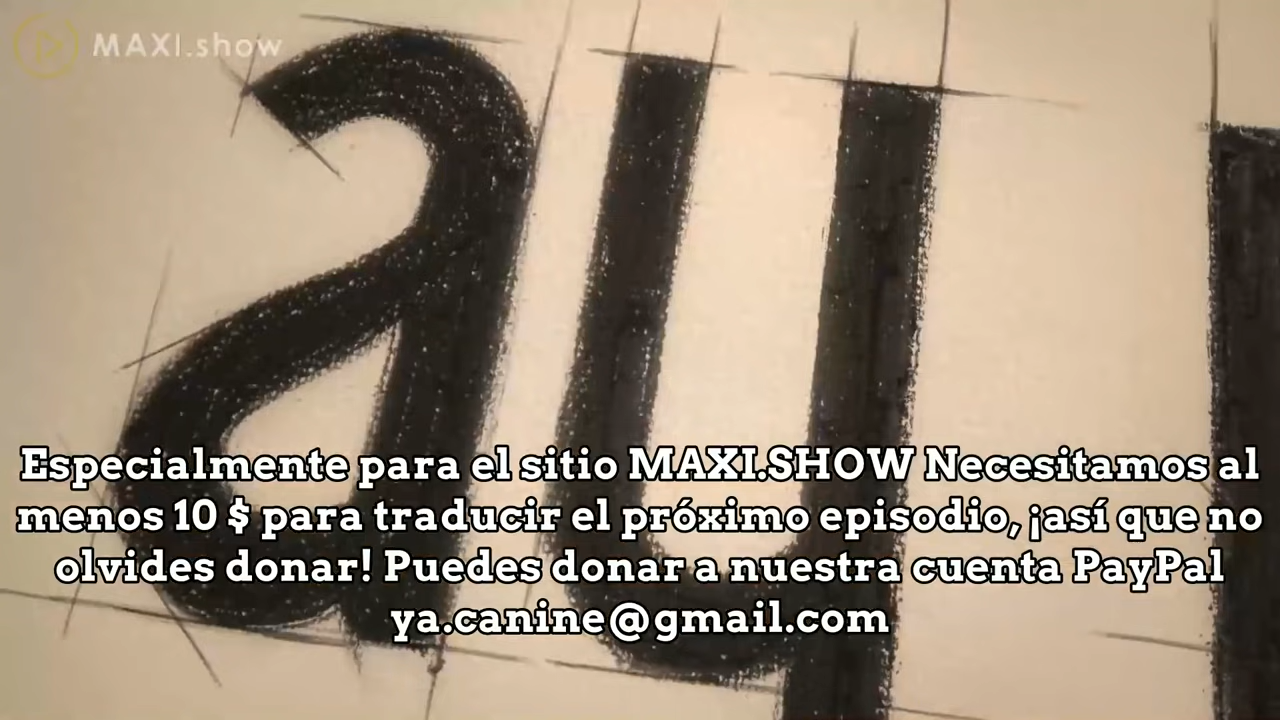 MAXI.show
ay
Especialmente para el sitio MAXI.SHOW Necesitamos al
menos 10 $ para traducir el próximo episodio, ¡así que no
olvides donar! Puedes donar a nuestra cuenta PayPal
ya.canine@gmail.com